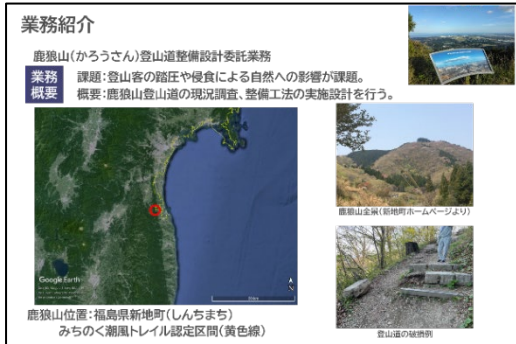 業務紹介
鹿狼山(かろうさん)登山道整備設計委託業務
業務
概要
課題:登山客の踏圧や侵食による自然への影響が課題。
概要:鹿狼山登山道の現況調査、整備工法の実施設計を行う。
Google Earth
鹿狼山全景(新地町ホームページより)
登山道の破損例
鹿狼山位置:福島県新地町(しんちまち)
みちのく潮風トレイル認定区間(黄色線)